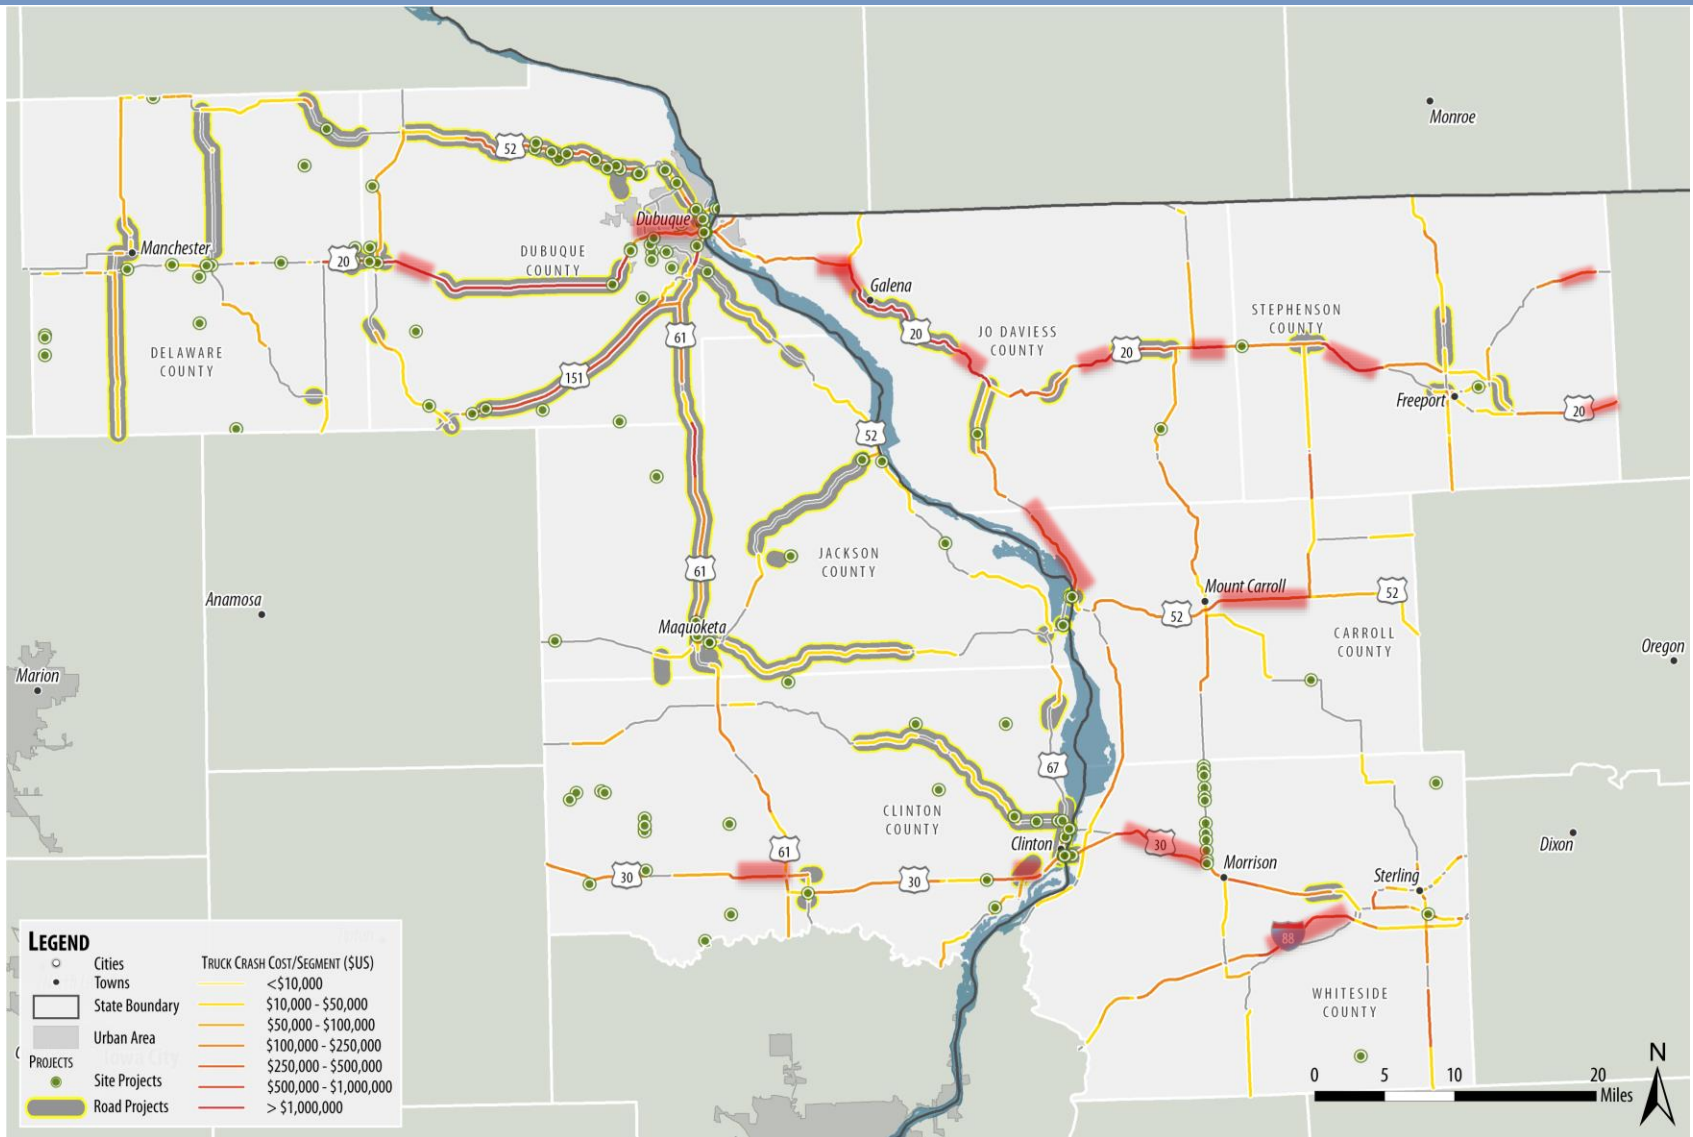 Monroe
52
Dubuque
Manchester
DUBUQUE
COUNTY
20
Galena
STEPHENSON
COUNTY
JO DAVIESS
COUNTY
20
20
61
DELAWARE
COUNTY
151
Freeport
20
52
JACKSON
COUNTY
61
Mount Carroll
52
52
Anamosa
Maquoketa
CARROLL
COUNTY
Oregon
Marion
67
CLINTON
COUNTY
Clinton
30
Dixon
61
Morrison
30
30
Sterling
88
WHITESIDE
COUNTY
LEGEND
Cities
Towns
State Boundary
Urban Area
PROJECTS
Site Projects
Road Projects
TRUCK CRASH COST/SEGMENT ($US)
<$10,000
$10,000 - $50,000
$50,000 - $100,000
$100,000 - $250,000
$250,000 - $500,000
$500,000 - $1,000,000
> $1,000,000
N
0 5 10 20
Miles